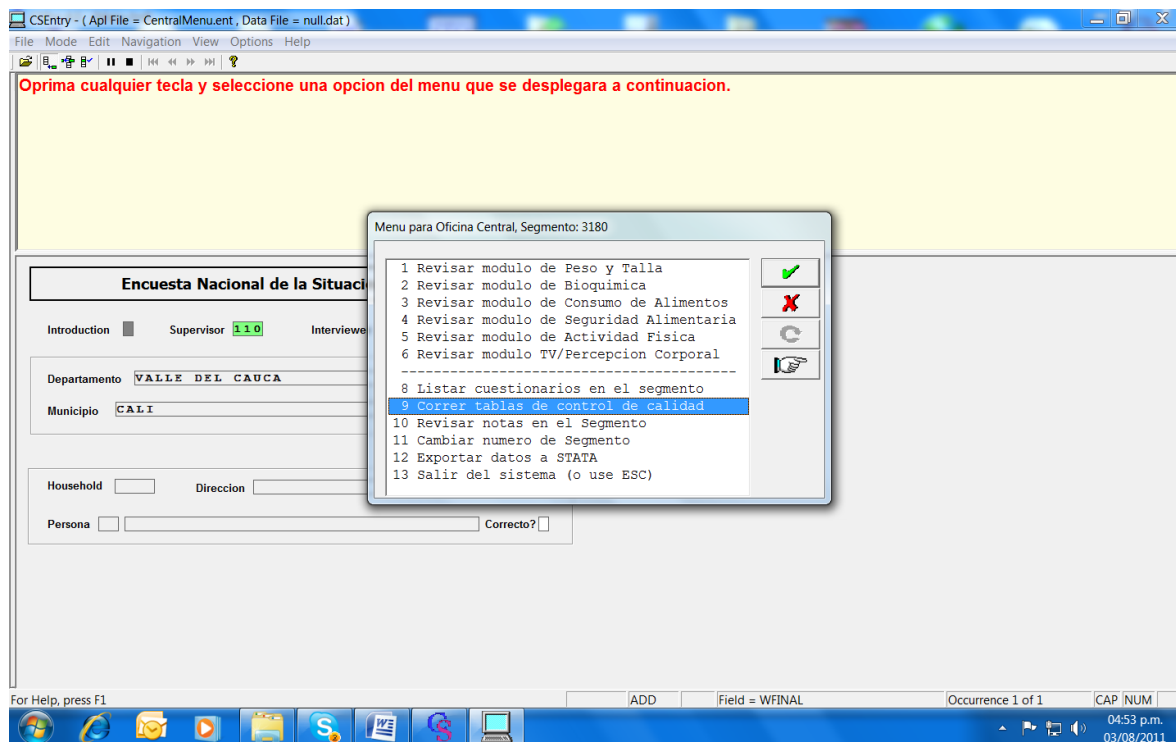 CSEntry - ( Apl File = CentralMenu.ent , Data File = null.dat )
File Mode Edit Navigation View Options Help
Oprima cualquier tecla y seleccione una opcion del menu que se desplegara a continuacion.
Menu para Oficina Central, Segmento: 3180
1 Revisar modulo de Peso y Talla
2 Revisar modulo de Bioquimica
3 Revisar modulo de Consumo de Alimentos
4 Revisar modulo de Seguridad Alimentaria
5 Revisar modulo de Actividad Fisica
6 Revisar modulo TV/Percepcion Corporal
----------------------------------------
8 Listar cuestionarios en el segmento
9 Correr tablas de control de calidad
10 Revisar notas en el Segmento
11 Cambiar numero de Segmento
12 Exportar datos a STATA
13 Salir del sistema (o use ESC)
Encuesta Nacional de la Situaci
Introduction Supervisor 110 Interviewe
Departamento VALLE DEL CAUCA
Municipio CALI
Household Direccion
Persona Correcto?
For Help, press F1 ADD Field = WFINAL Occurrence 1 of 1 CAP NUM
04:53 p.m.
03/08/2011